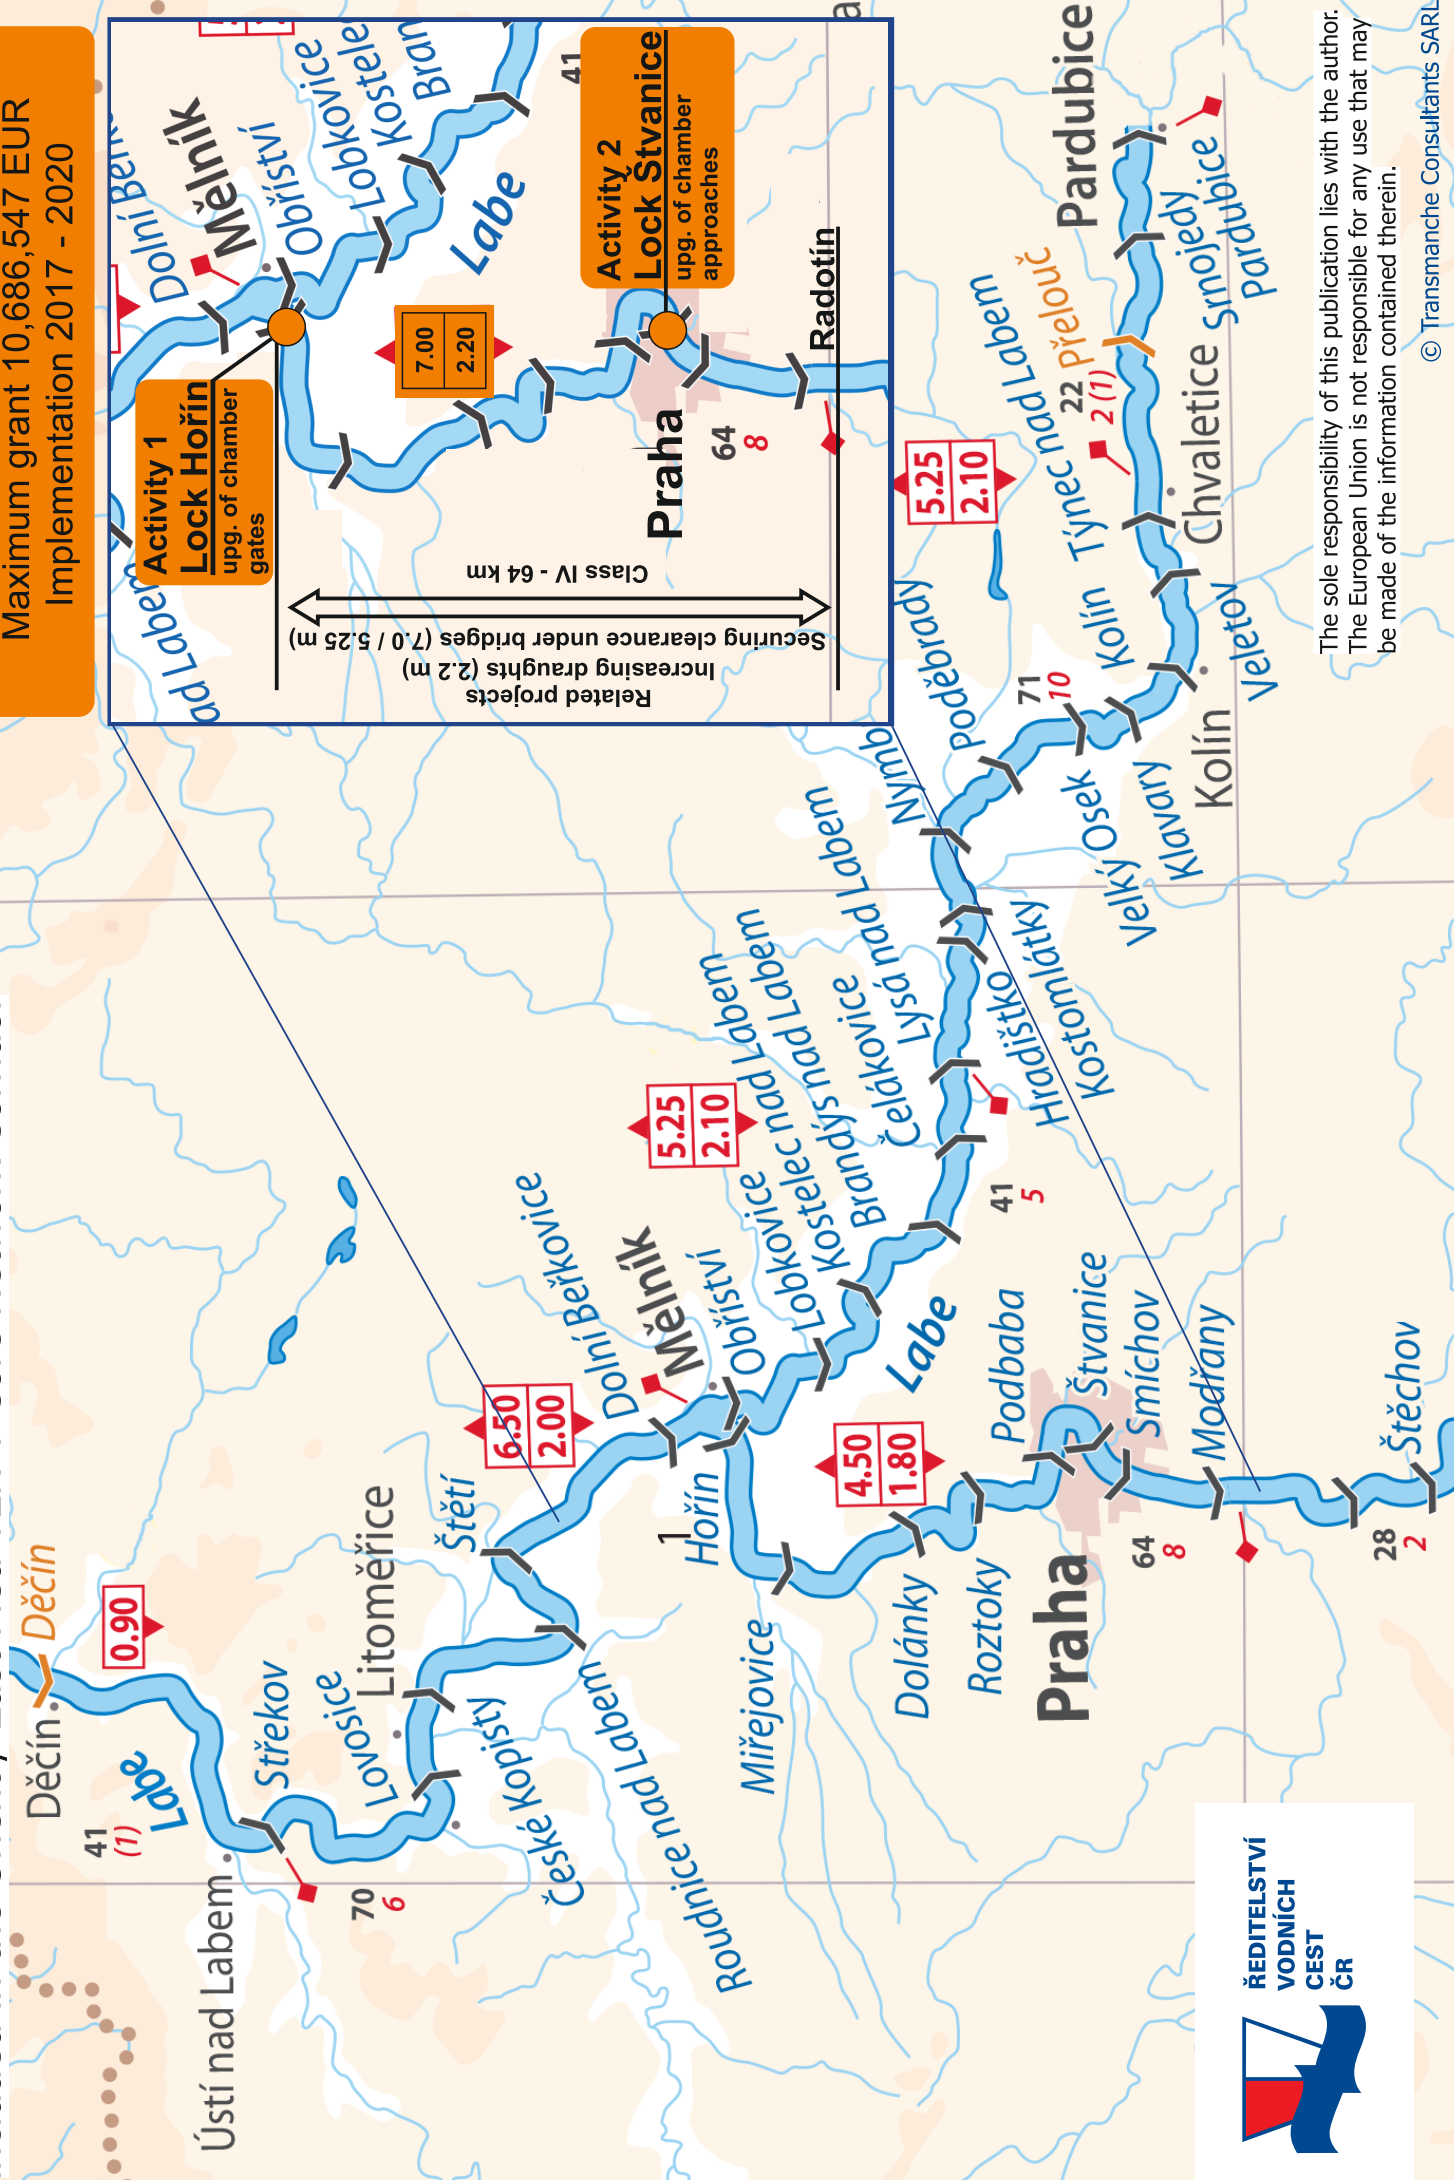 Maximum grant 10,686,547 EUR
Implementation 2017 - 2020
Děčín
Děčín
0.90
41
(1)
Labe
Ústí nad Labem
Střekov
70
6
Lovosice
Litoměřice
České Kopisty
Roudnice nad Labem
Štětí
6.50
2.00
Dolní Beřkovice
Mělník
Obříství
1
Hořín
Lobkovice
Kostelec nad Labem
Brandýs nad Labem
Čelákovice
Lysá nad Labem
5.25
2.10
Labe
41
5
Hradištko
Kostomlátky
Nymb
Poděbrady
Velký Osek
Klavary
71
10
Kolín
Kolín
Veletov
Týnec nad Labem
5.25
2.10
Chvaletice
22
2 (1)
Přelouč
Srnojedy
Pardubice
Pardubice
4.50
1.80
Miřejovice
Dolánky
Roztoky
Podbaba
Praha
Štvanice
Smíchov
Modřany
64
8
28
2
Štěchov
Activity 1
Lock Hořín
upg. of chamber
gates
Activity 2
Lock Štvanice
upg. of chamber
approaches
ad Labem
Dolní Beřk
Mělník
Obříství
Lobkovice
Kostele
Bran
Labe
41
7.00
2.20
Praha
64
8
Radotín
Class IV - 64 km
Related projects
Increasing draughts (2.2 m)
Securing clearance under bridges (7.0 / 5.25 m)
The sole responsibility of this publication lies with the author.
The European Union is not responsible for any use that may
be made of the information contained therein.
© Transmanche Consultants SARL
ŘEDITELSTVÍ
VODNÍCH
CEST
ČR